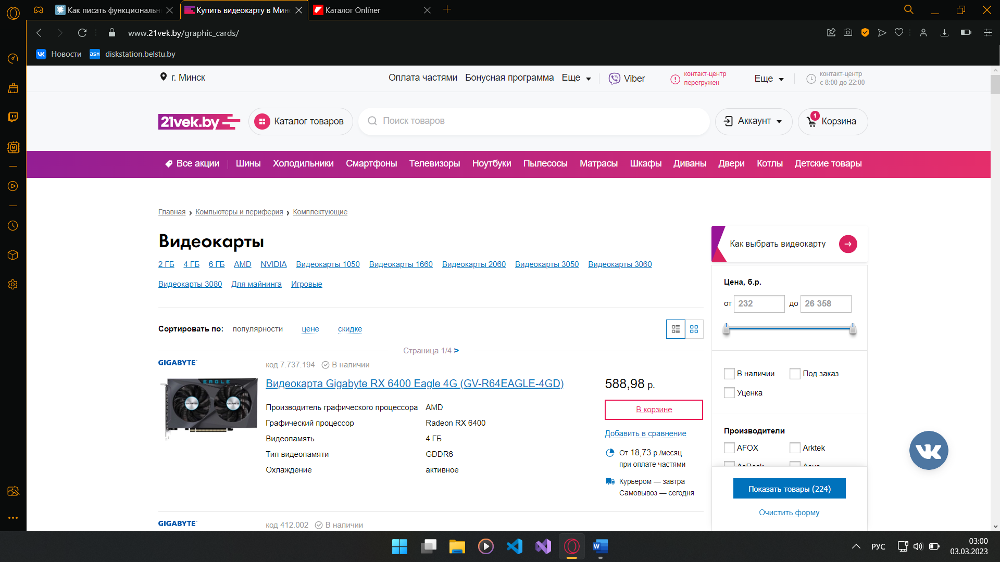 Как писать функциональн
Купить видеокарту в Мин
Каталог Onlíner
www.21vek.by/graphic_cards/
Новости
DSM
diskstation.belstu.by
г. Минск
Оплата частями
Бонусная программа
Еще
Viber
контакт-центр
перегружен
Еще
контакт-центр
с 8:00 до 22:00
21vek.by
Каталог товаров
Поиск товаров
Аккаунт
1
Корзина
Все акции
Шины
Холодильники
Смартфоны
Телевизоры
Ноутбуки
Пылесосы
Матрасы
Шкафы
Диваны
Двери
Котлы
Детские товары
Главная › Компьютеры и периферия › Комплектующие
Видеокарты
2 ГБ 4 ГБ 6 ГБ AMD NVIDIA Видеокарты 1050 Видеокарты 1660 Видеокарты 2060 Видеокарты 3050 Видеокарты 3060
Видеокарты 3080 Для майнинга Игровые
Сортировать по: популярности цене скидке
Страница 1/4 >
GIGABYTE
код 7.737.194 В наличии
EAGLE
Видеокарта Gigabyte RX 6400 Eagle 4G (GV-R64EAGLE-4GD)
Производитель графического процессора AMD
Графический процессор Radeon RX 6400
Видеопамять 4 ГБ
Тип видеопамяти GDDR6
Охлаждение активное
588,98 р.
В корзине
Добавить в сравнение
От 18,73 р./месяц
при оплате частями
Курьером — завтра
Самовывоз — сегодня
GIGABYTE
код 412.002 В наличии
Как выбрать видеокарту
Цена, б.р.
от 232 до 26 358
В наличии Под заказ
Уценка
Производители
AFOX Arktek
AsRock Asus
Показать товары (224)
Очистить форму
РУС
03:00
03.03.2023